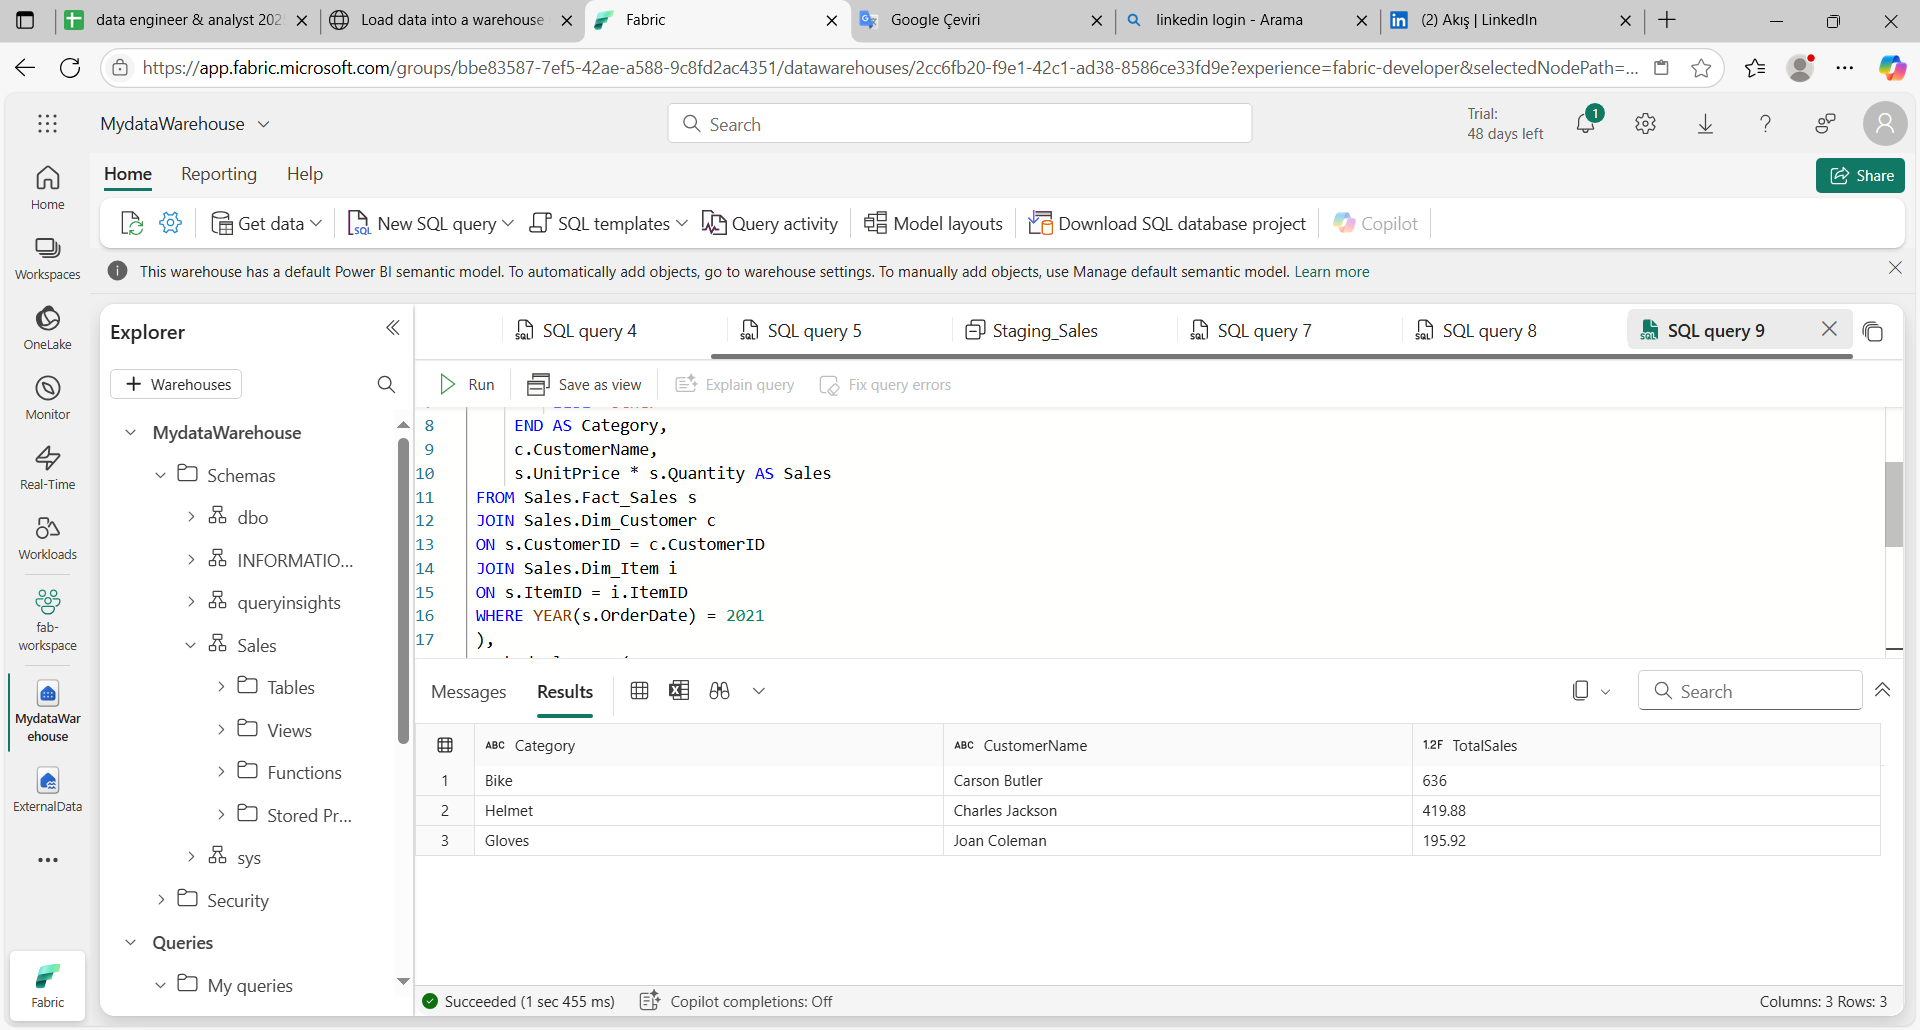 data engineer & analyst 202
Load data into a warehouse
Fabric
Google Çeviri
linkedin login - Arama
(2) Akış | LinkedIn
https://app.fabric.microsoft.com/groups/bbe83587-7ef5-42ae-a588-9c8fd2ac4351/datawarehouses/2cc6fb20-f9e1-42c1-ad38-8586ce33fd9e?experience=fabric-developer&selectedNodePath=...
MydataWarehouse
Search
Trial:
48 days left
1
Home
Reporting
Help
Share
Get data
New SQL query
SQL templates
Query activity
Model layouts
Download SQL database project
Copilot
This warehouse has a default Power BI semantic model. To automatically add objects, go to warehouse settings. To manually add objects, use Manage default semantic model. Learn more
Home
Workspaces
OneLake
Monitor
Real-Time
Workloads
fab-
workspace
MydataWar
ehouse
ExternalData
Fabric
Explorer
Warehouses
MydataWarehouse
Schemas
dbo
INFORMATIO...
queryinsights
Sales
Tables
Views
Functions
Stored Pr...
sys
Security
Queries
My queries
SQL query 4
SQL query 5
Staging_Sales
SQL query 7
SQL query 8
SQL query 9
Run
Save as view
Explain query
Fix query errors
8 END AS Category,
9 c.CustomerName,
10 s.UnitPrice * s.Quantity AS Sales
11 FROM Sales.Fact_Sales s
12 JOIN Sales.Dim_Customer c
13 ON s.CustomerID = c.CustomerID
14 JOIN Sales.Dim_Item i
15 ON s.ItemID = i.ItemID
16 WHERE YEAR(s.OrderDate) = 2021
17 ),
Messages
Results
Search
ABC Category ABC CustomerName 1.2F TotalSales
1 Bike Carson Butler 636
2 Helmet Charles Jackson 419.88
3 Gloves Joan Coleman 195.92
Succeeded (1 sec 455 ms)
Copilot completions: Off
Columns: 3 Rows: 3